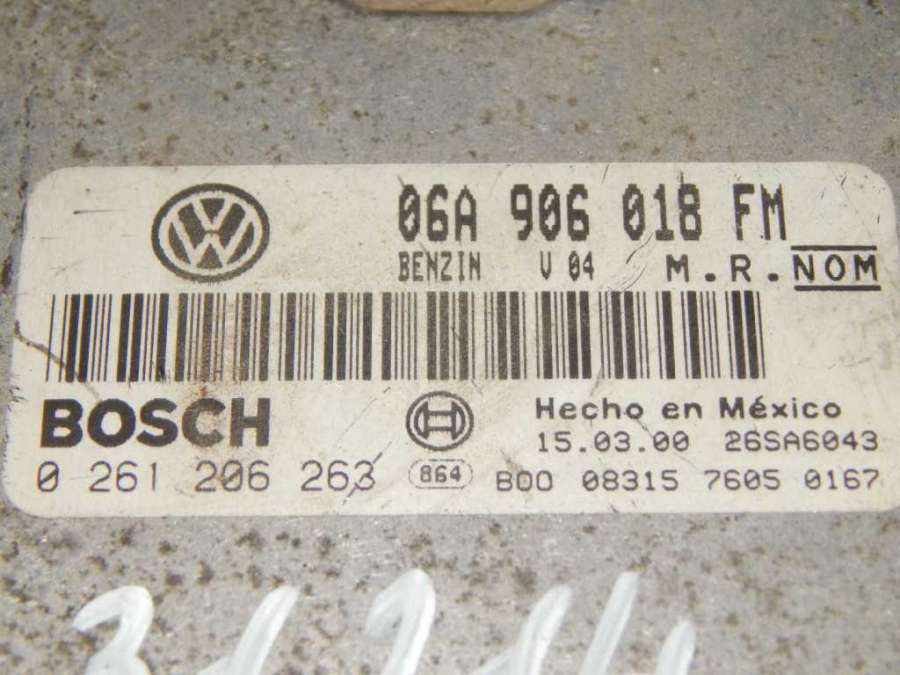 06A 906 018 FM
BENZIN V 04 M.R. NOM
BOSCH
Hecho en México
15.03.00 26SA6043
0 261 206 263 864 B00 08315 7605 0167